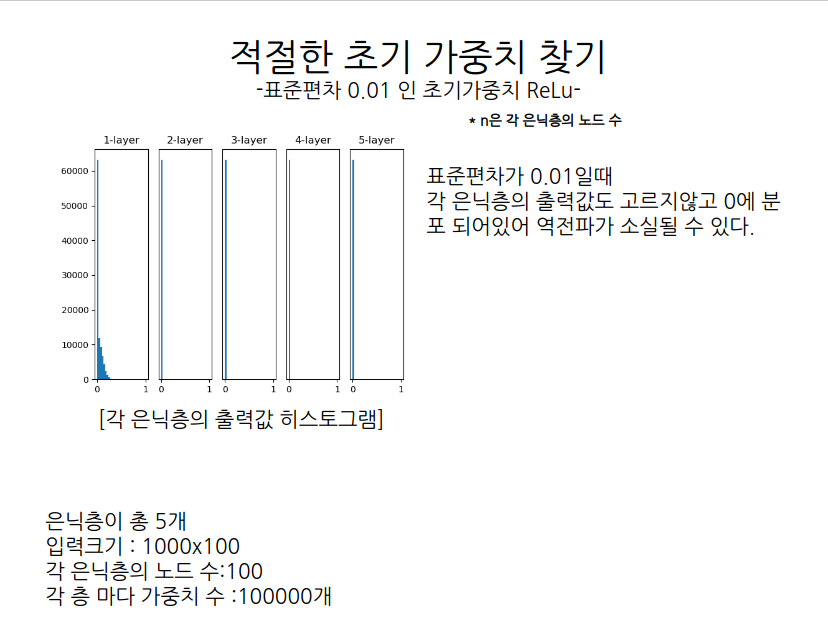 적절한 초기 가중치 찾기
-표준편차 0.01 인 초기가중치 ReLu-
* n은 각 은닉층의 노드 수
1-layer 2-layer 3-layer 4-layer 5-layer
60000
50000
40000
30000
20000
10000
0
0 1 0 1 0 1 0 1 0 1
[각 은닉층의 출력값 히스토그램]
표준편차가 0.01일때
각 은닉층의 출력값도 고르지않고 0에 분
포 되어있어 역전파가 소실될 수 있다.
은닉층이 총 5개
입력크기 : 1000x100
각 은닉층의 노드 수:100
각 층 마다 가중치 수 :100000개